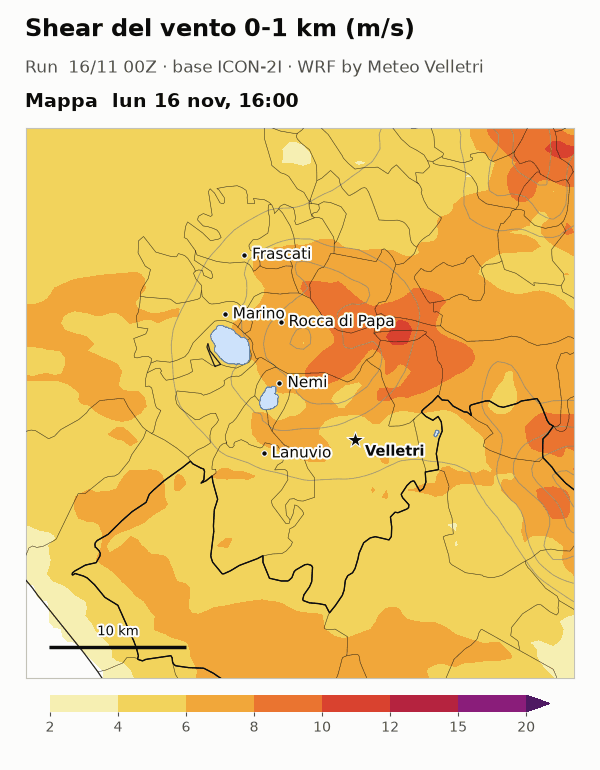 Shear del vento 0-1 km (m/s)
Run 16/11 00Z · base ICON-2I · WRF by Meteo Velletri
Mappa lun 16 nov, 16:00
Frascati
Marino
Rocca di Papa
Nemi
Velletri
Lanuvio
10 km
2 4 6 8 10 12 15 20